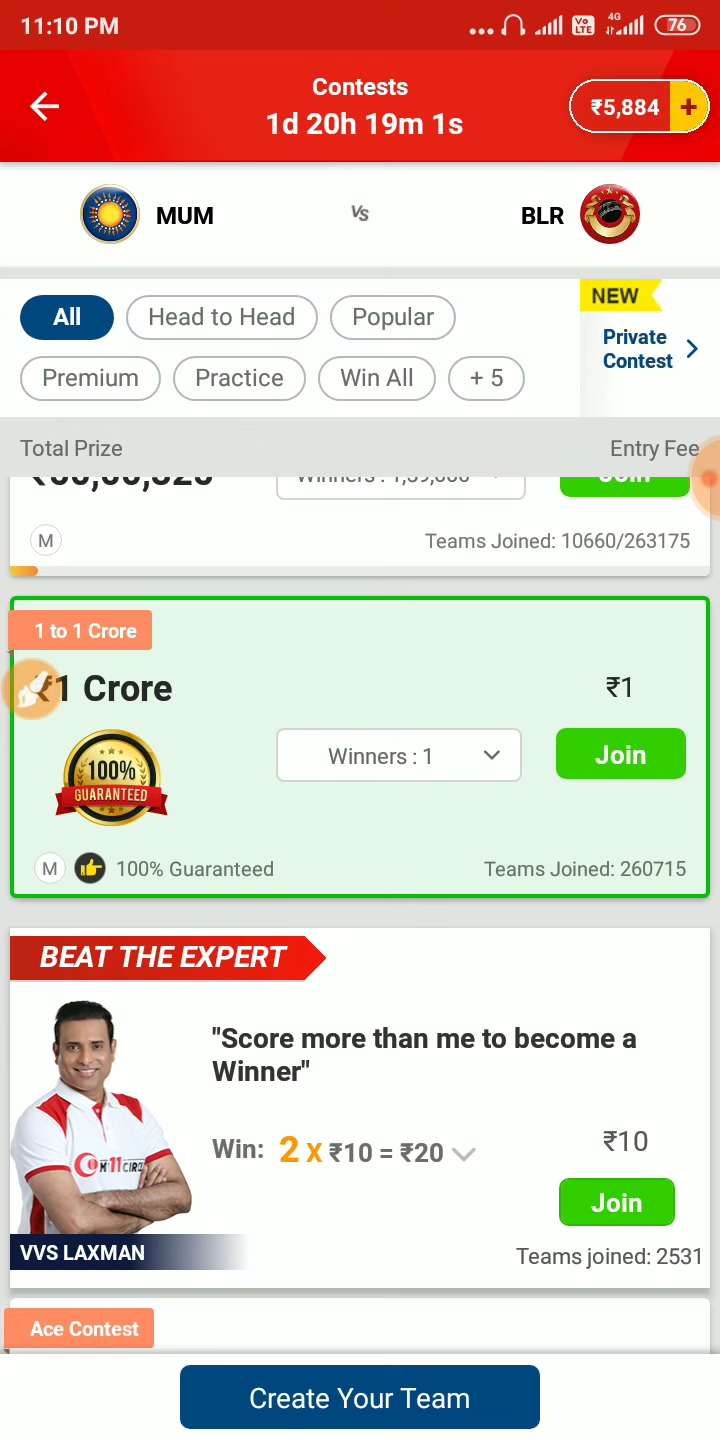 11:10 PM
Vo LTE
4G
76
Contests
1d 20h 19m 1s
₹5,884 +
MUM
Vs
BLR
NEW
All
Head to Head
Popular
Private
Contest
Premium
Practice
Win All
+ 5
Total Prize
Entry Fee
Join
M
Teams Joined: 10660/263175
1 to 1 Crore
₹1 Crore
₹1
Winners : 1
Join
100%
GUARANTEED
M
100% Guaranteed
Teams Joined: 260715
BEAT THE EXPERT
"Score more than me to become a
Winner"
Win: 2 X ₹10 = ₹20
₹10
Join
VVS LAXMAN
Teams joined: 2531
Ace Contest
Create Your Team